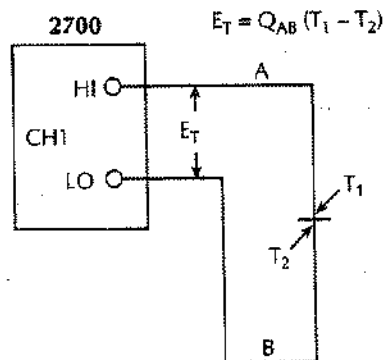 2700
E_T = Q_AB (T_1 − T_2)
HI
A
CH1
E_T
LO
T_1
T_2
B